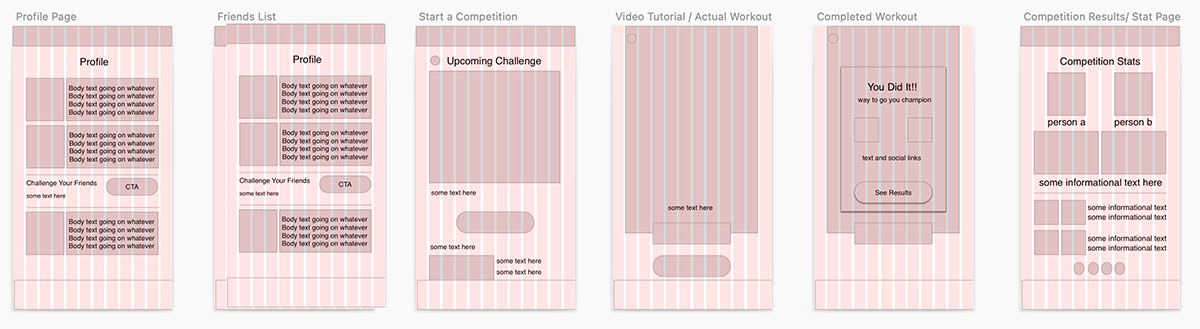 Profile Page
Profile
Body text going on whatever
Body text going on whatever
Body text going on whatever
Body text going on whatever
Body text going on whatever
Body text going on whatever
Body text going on whatever
Body text going on whatever
Challenge Your Friends
some text here
CTA
Body text going on whatever
Body text going on whatever
Body text going on whatever
Body text going on whatever
Friends List
Profile
Body text going on whatever
Body text going on whatever
Body text going on whatever
Body text going on whatever
Body text going on whatever
Body text going on whatever
Body text going on whatever
Body text going on whatever
Challenge Your Friends
some text here
CTA
Body text going on whatever
Body text going on whatever
Body text going on whatever
Body text going on whatever
Start a Competition
Upcoming Challenge
some text here
some text here
some text here
some text here
Video Tutorial / Actual Workout
some text here
Completed Workout
You Did It!!
way to go you champion
text and social links
See Results
Competition Results/ Stat Page
Competition Stats
person a
person b
some informational text here
some informational text
some informational text
some informational text
some informational text